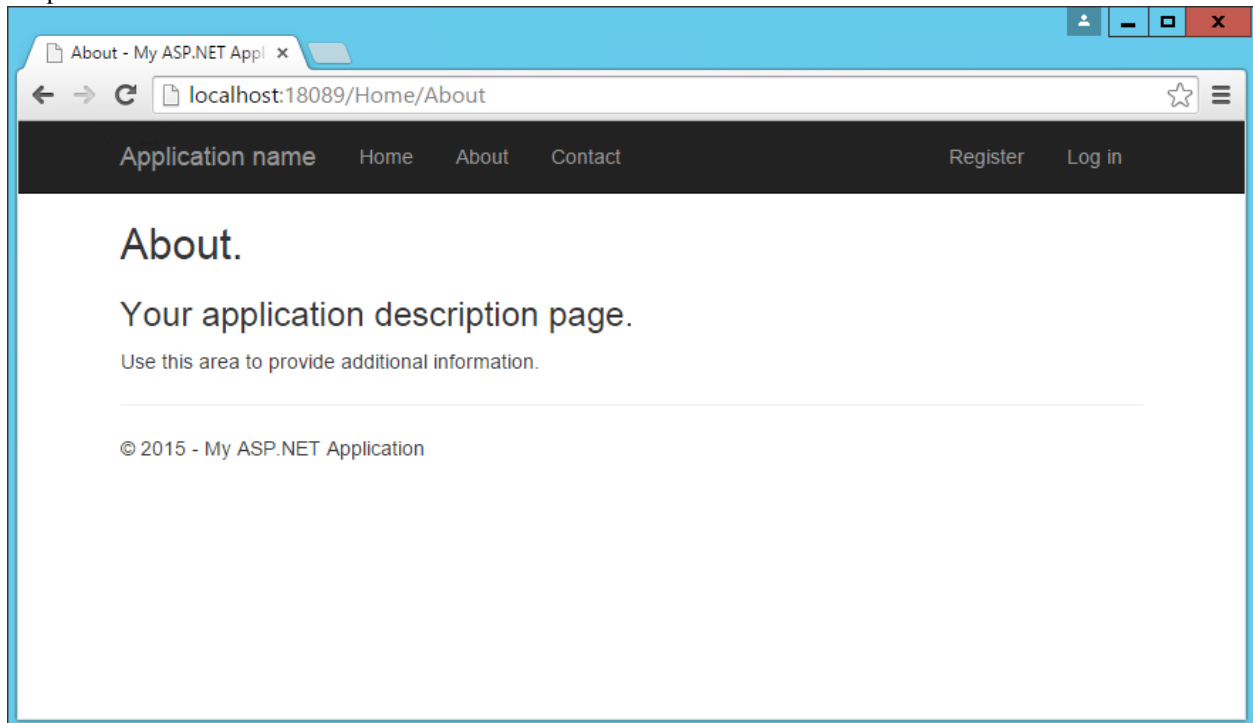 About - My ASP.NET Appl
localhost:18089/Home/About
Application name Home About Contact Register Log in
About.
Your application description page.
Use this area to provide additional information.
© 2015 - My ASP.NET Application